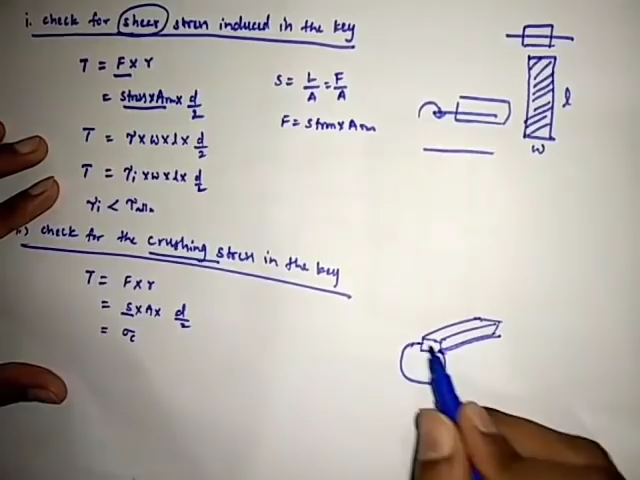 i. check for shear stress induced in the key
T = F x r
= stress x Area x d/2
T = τ x w x l x d/2
T = τi x w x l x d/2
τi < τallo
S = L/A = F/A
F = stress x Area
l
w
ii) check for the crushing stress in the key
T = F x r
= s x A x d/2
= σc